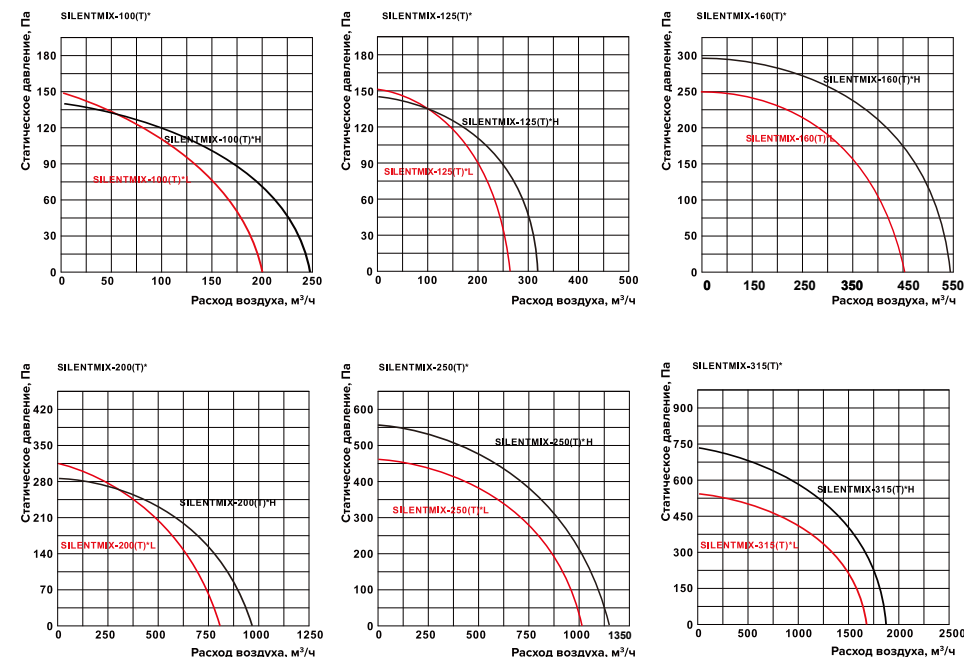 SILENTMIX-100(T)*
Статическое давление, Па
180
150
120
90
60
30
0
SILENTMIX-100(T)*H
SILENTMIX-100(T)*L
0 50 100 150 200 250
Расход воздуха, м³/ч
SILENTMIX-125(T)*
Статическое давление, Па
180
150
120
90
60
30
0
SILENTMIX-125(T)*H
SILENTMIX-125(T)*L
0 100 200 300 400 500
Расход воздуха, м³/ч
SILENTMIX-160(T)*
Статическое давление, Па
300
250
200
150
100
50
0
SILENTMIX-160(T)*H
SILENTMIX-160(T)*L
0 150 250 350 450 550
Расход воздуха, м³/ч
SILENTMIX-200(T)*
Статическое давление, Па
420
350
280
210
140
70
0
SILENTMIX-200(T)*H
SILENTMIX-200(T)*L
0 250 500 750 1000 1250
Расход воздуха, м³/ч
SILENTMIX-250(T)*
Статическое давление, Па
600
500
400
300
200
100
0
SILENTMIX-250(T)*H
SILENTMIX-250(T)*L
0 250 500 750 1000 1350
Расход воздуха, м³/ч
SILENTMIX-315(T)*
Статическое давление, Па
900
750
600
450
300
150
0
SILENTMIX-315(T)*H
SILENTMIX-315(T)*L
0 500 1000 1500 2000 2500
Расход воздуха, м³/ч